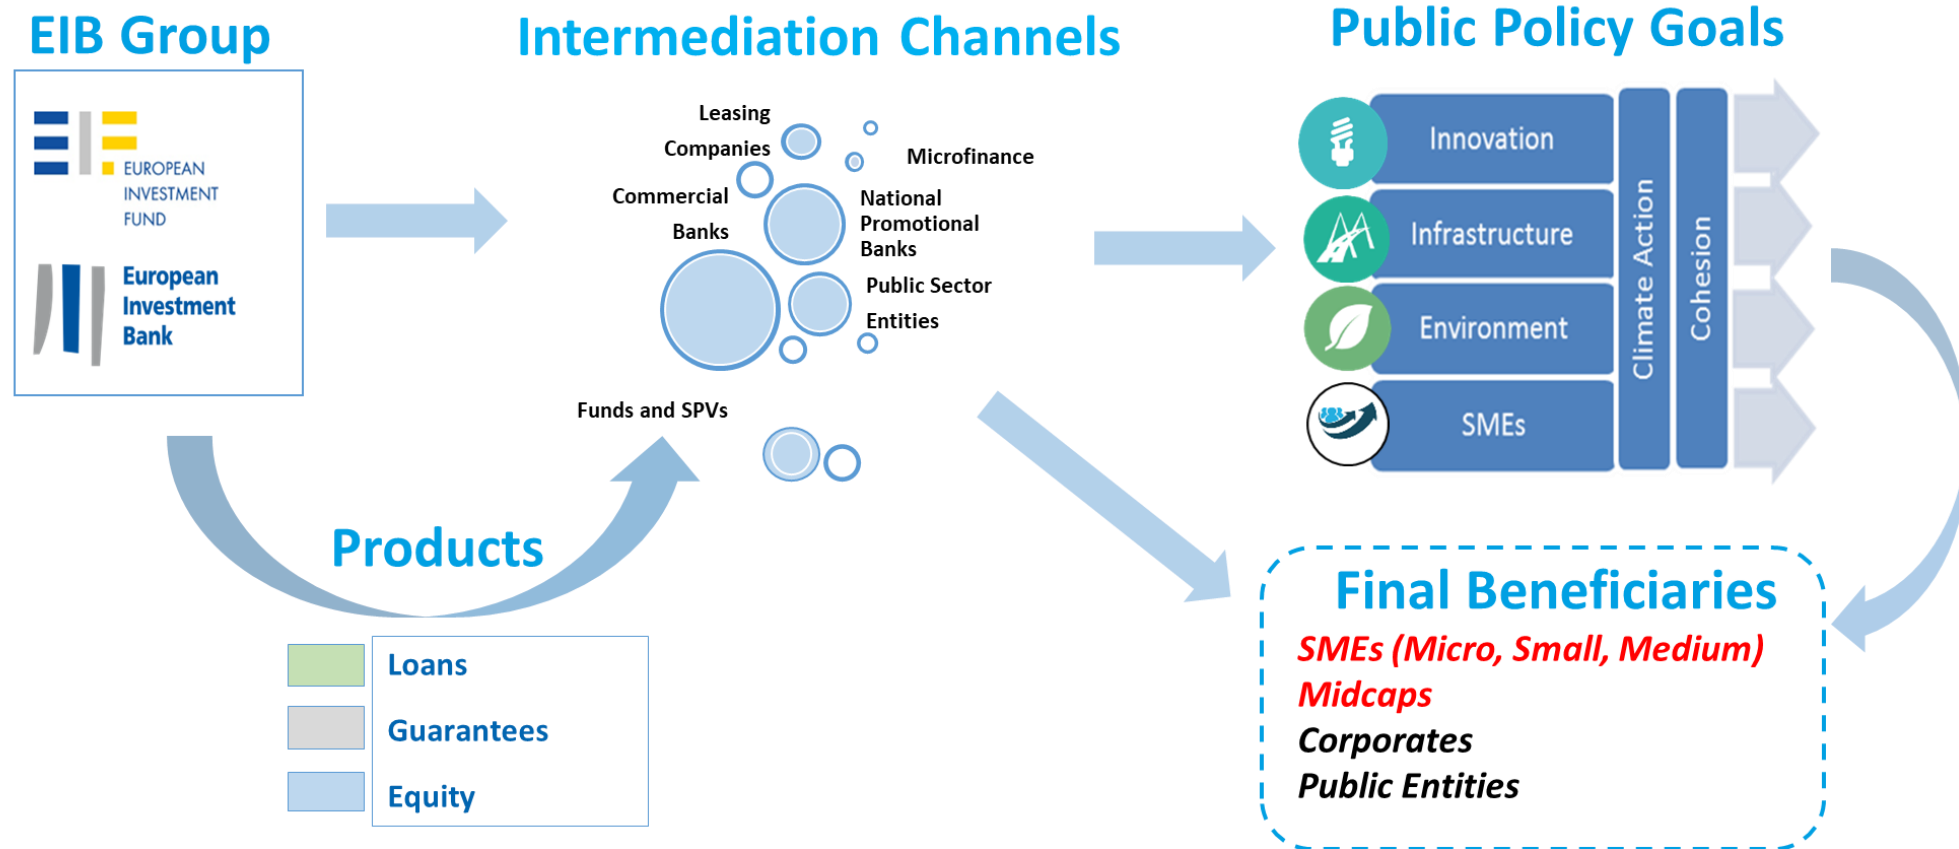 EIB Group
EUROPEAN
INVESTMENT
FUND
European
Investment
Bank
Intermediation Channels
Leasing
Companies
Microfinance
Commercial
Banks
National
Promotional
Banks
Public Sector
Entities
Funds and SPVs
Public Policy Goals
Innovation
Infrastructure
Environment
SMEs
Climate Action
Cohesion
Products
Loans
Guarantees
Equity
Final Beneficiaries
SMEs (Micro, Small, Medium)
Midcaps
Corporates
Public Entities